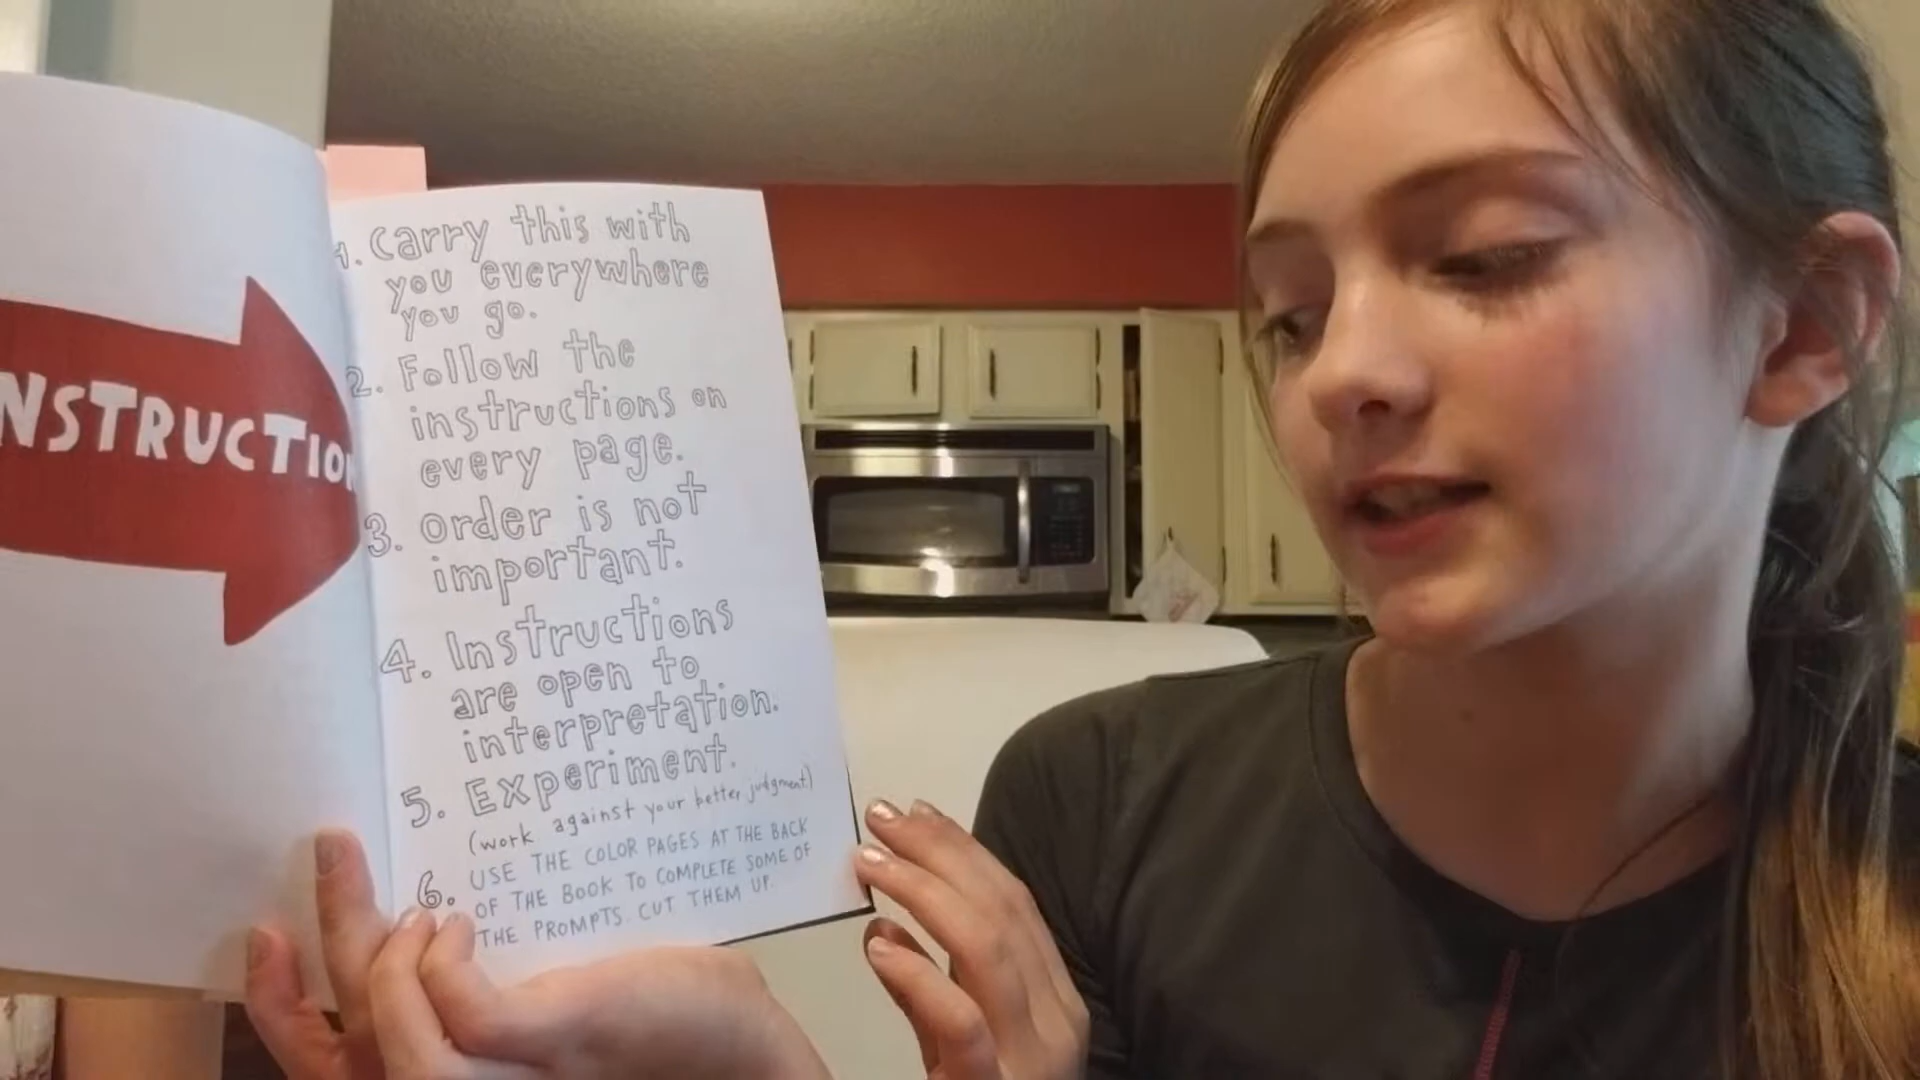 NSTRUCTION
1. Carry this with
you everywhere
you go.
2. Follow the
instructions on
every page.
3. order is not
important.
4. Instructions
are open to
interpretation.
5. Experiment.
(work against your better judgment.)
6. USE THE COLOR PAGES AT THE BACK
OF THE BOOK TO COMPLETE SOME OF
THE PROMPTS. CUT THEM UP.